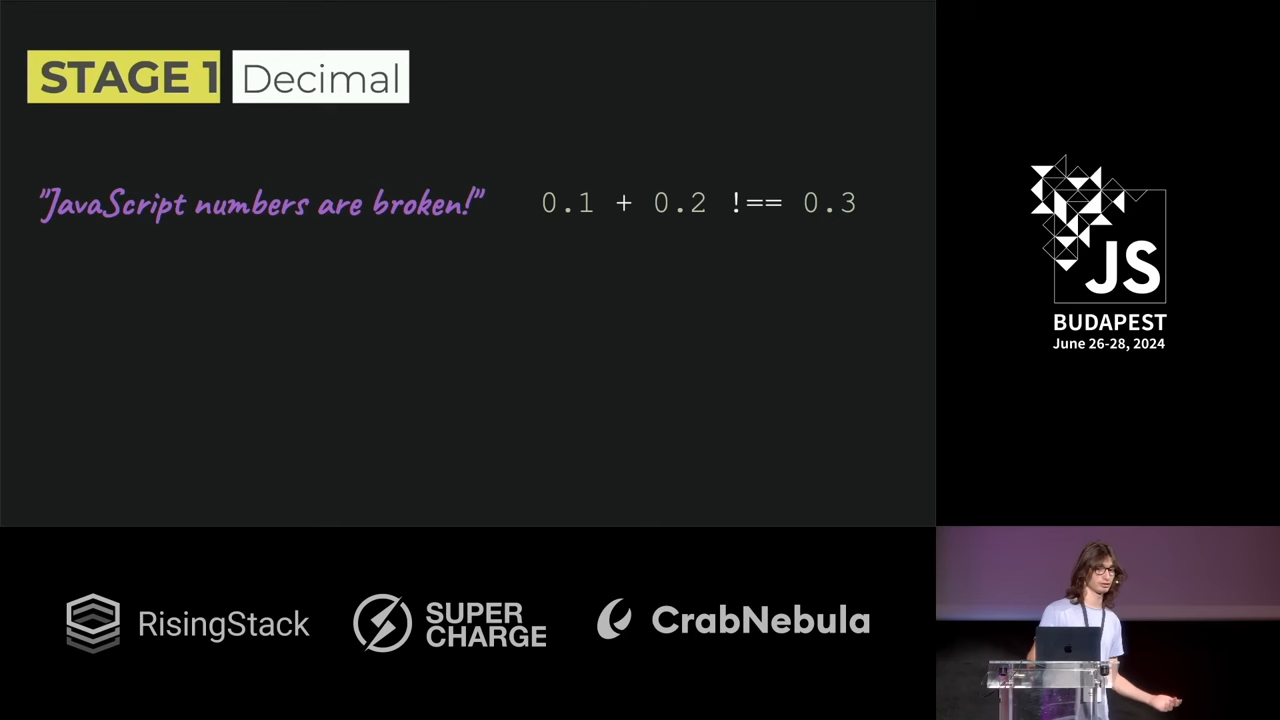 STAGE 1 Decimal
"JavaScript numbers are broken!" 0.1 + 0.2 !== 0.3
JS
BUDAPEST
June 26-28, 2024
RisingStack
SUPER
CHARGE
CrabNebula